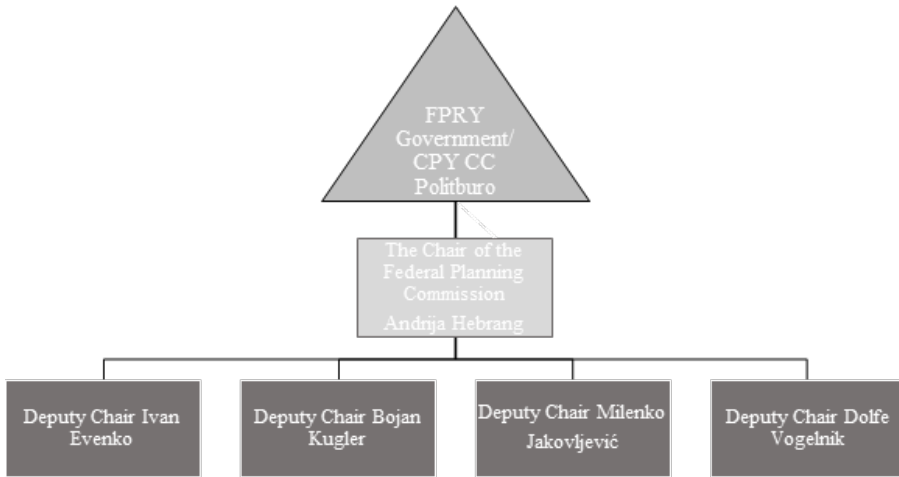 FPRY
Government/
CPY CC
Politburo
The Chair of the
Federal Planning
Commission
Andrija Hebrang
Deputy Chair Ivan
Evenko
Deputy Chair Bojan
Kugler
Deputy Chair Milenko
Jakovljević
Deputy Chair Dolfe
Vogelnik